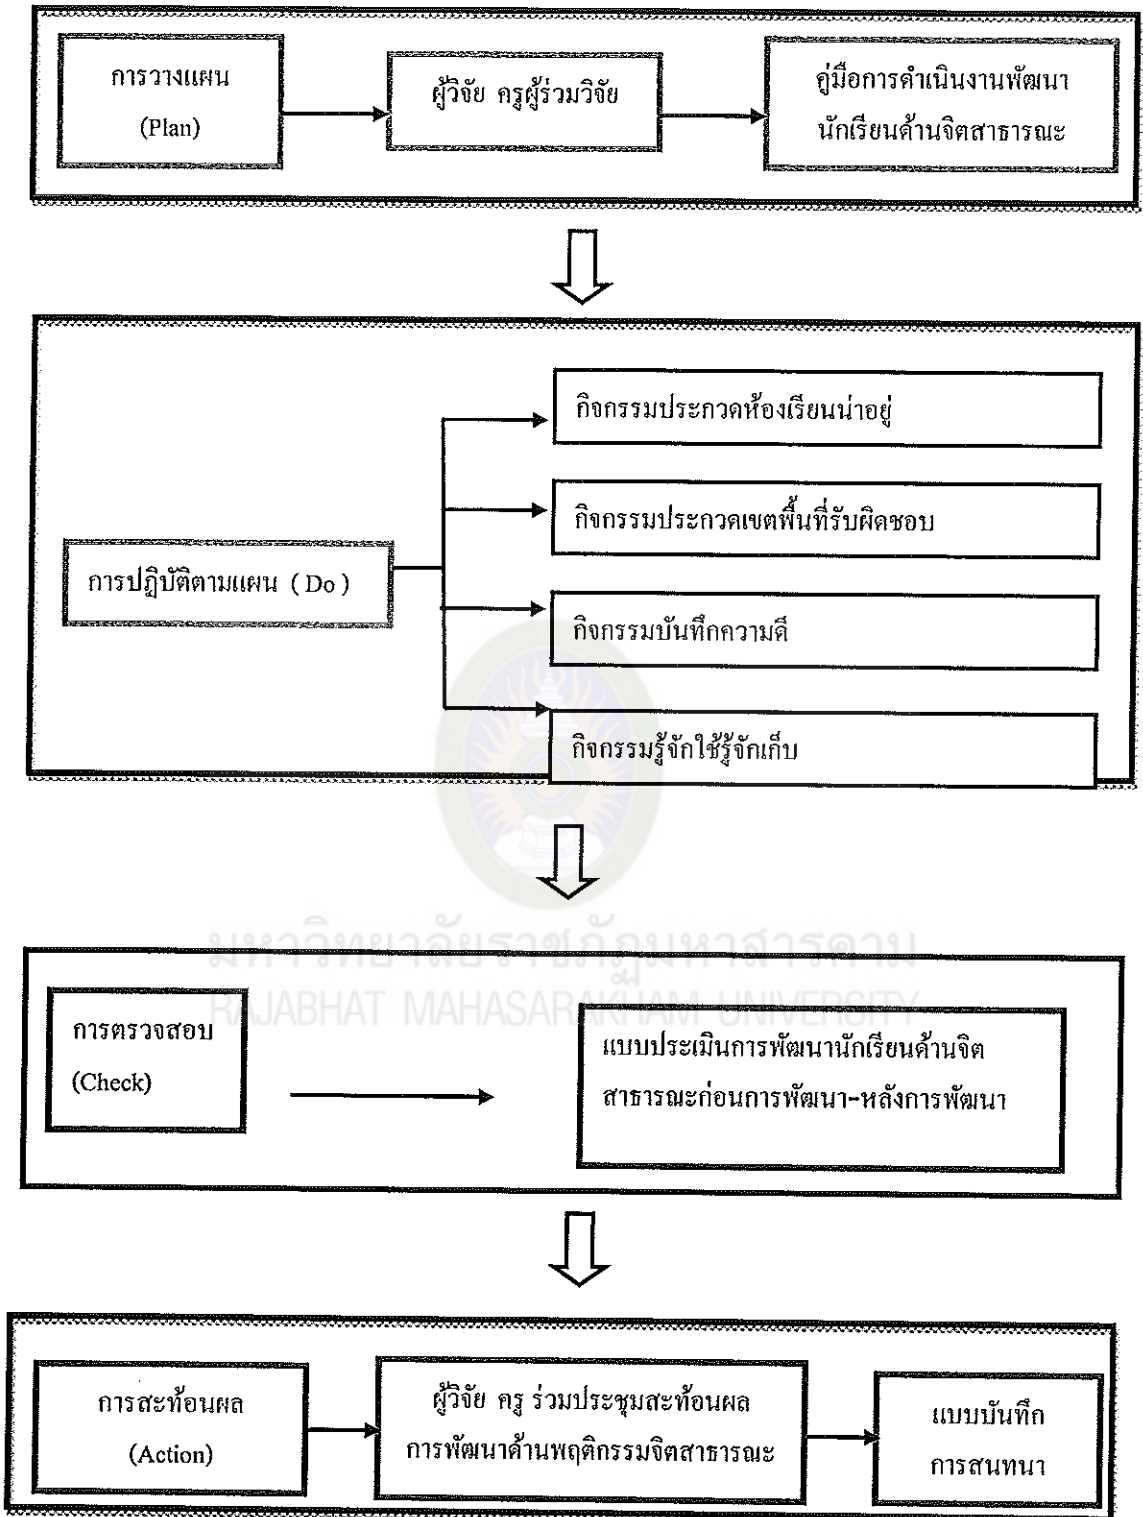 การวางแผน
(Plan)
ผู้วิจัย ครูผู้ร่วมวิจัย
คู่มือการดำเนินงานพัฒนา
นักเรียนด้านจิตสาธารณะ
กิจกรรมประกวดห้องเรียนน่าอยู่
กิจกรรมประกวดเขตพื้นที่รับผิดชอบ
การปฏิบัติตามแผน ( Do )
กิจกรรมบันทึกความดี
กิจกรรมรู้จักใช้รู้จักเก็บ
มหาวิทยาลัยราชภัฏมหาสารคาม
RAJABHAT MAHASARAKHAM UNIVERSITY
การตรวจสอบ
(Check)
แบบประเมินการพัฒนานักเรียนด้านจิต
สาธารณะก่อนการพัฒนา-หลังการพัฒนา
การสะท้อนผล
(Action)
ผู้วิจัย ครู ร่วมประชุมสะท้อนผล
การพัฒนาด้านพฤติกรรมจิตสาธารณะ
แบบบันทึก
การสนทนา